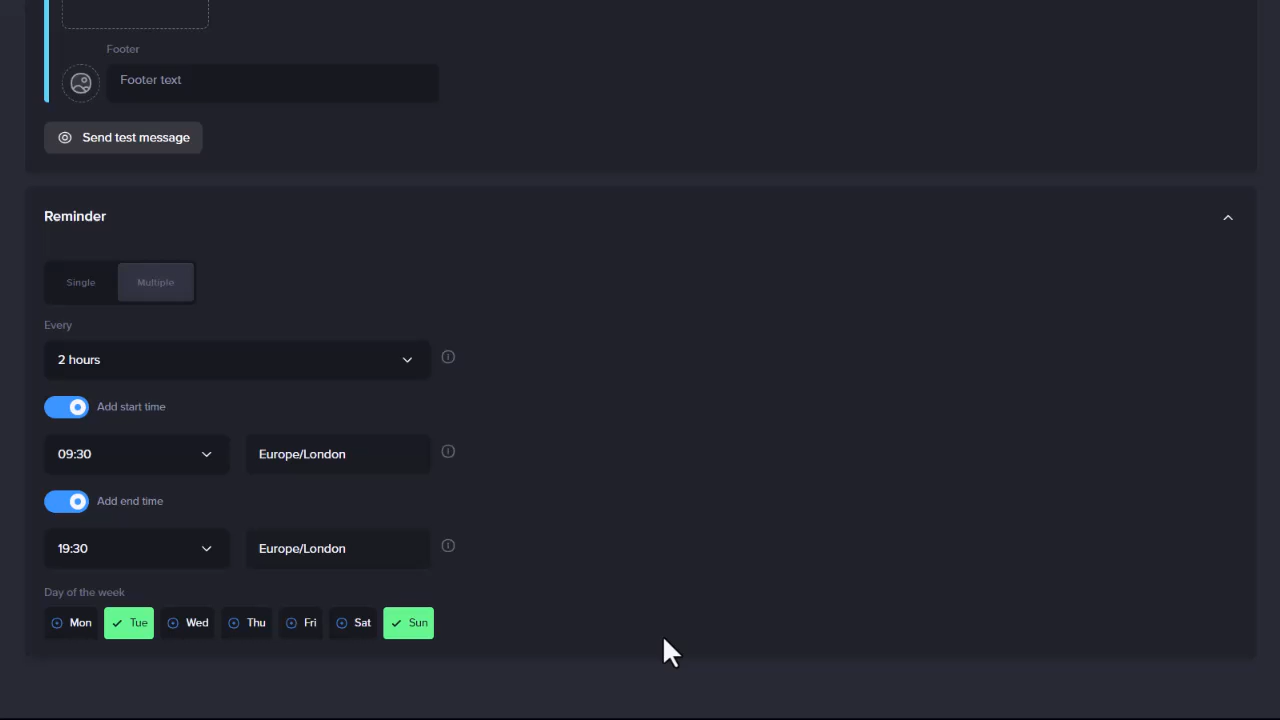 Footer
Footer text
Send test message
Reminder
Single Multiple
Every
2 hours
Add start time
09:30 Europe/London
Add end time
19:30 Europe/London
Day of the week
Mon Tue Wed Thu Fri Sat Sun